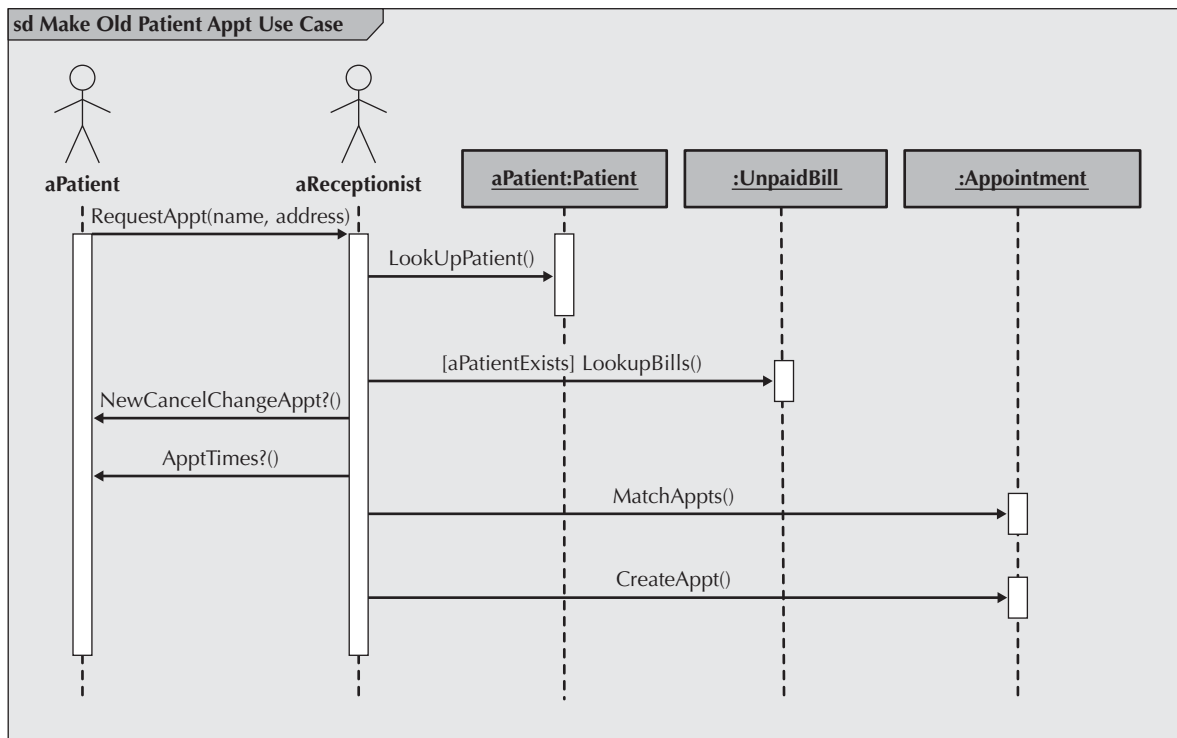 sd Make Old Patient Appt Use Case
aPatient
aReceptionist
aPatient:Patient
:UnpaidBill
:Appointment
RequestAppt(name, address)
LookUpPatient()
[aPatientExists] LookupBills()
NewCancelChangeAppt?()
ApptTimes?()
MatchAppts()
CreateAppt()